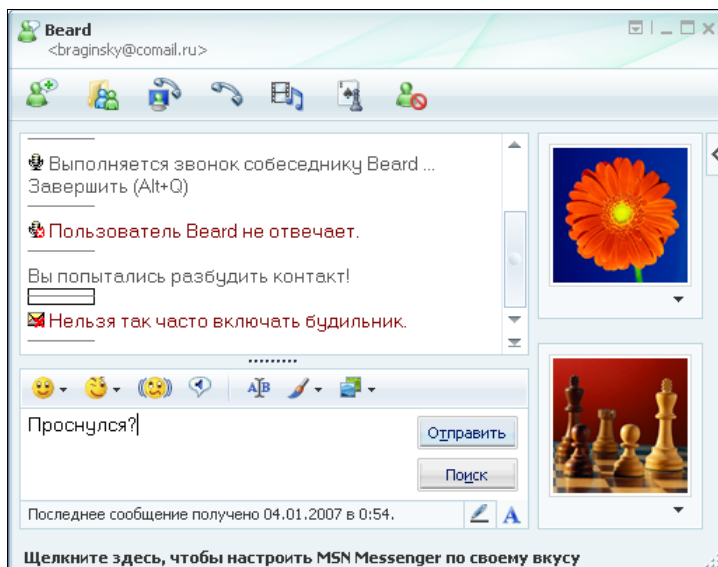 Beard
<braginsky@comail.ru>
Выполняется звонок собеседнику Beard ...
Завершить (Alt+Q)
Пользователь Beard не отвечает.
Вы попытались разбудить контакт!
Нельзя так часто включать будильник.
Проснулся?
Отправить
Поиск
Последнее сообщение получено 04.01.2007 в 0:54.
Щелкните здесь, чтобы настроить MSN Messenger по своему вкусу